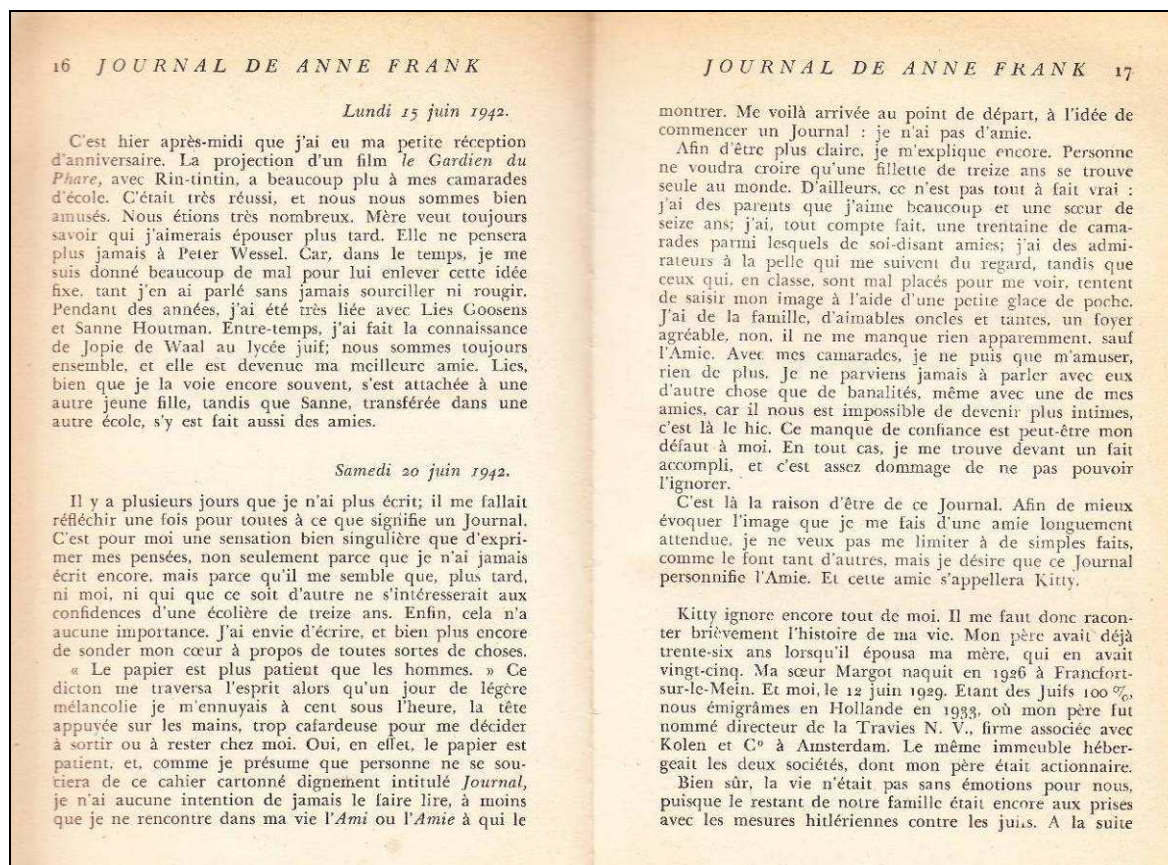 16 JOURNAL DE ANNE FRANK
Lundi 15 juin 1942.
C'est hier après-midi que j'ai eu ma petite réception
d'anniversaire. La projection d'un film le Gardien du
Phare, avec Rin-tintin, a beaucoup plu à mes camarades
d'école. C'était très réussi, et nous nous sommes bien
amusés. Nous étions très nombreux. Mère veut toujours
savoir qui j'aimerais épouser plus tard. Elle ne pensera
plus jamais à Peter Wessel. Car, dans le temps, je me
suis donné beaucoup de mal pour lui enlever cette idée
fixe, tant j'en ai parlé sans jamais sourciller ni rougir.
Pendant des années, j'ai été très liée avec Lies Goosens
et Sanne Houtman. Entre-temps, j'ai fait la connaissance
de Jopie de Waal au lycée juif; nous sommes toujours
ensemble, et elle est devenue ma meilleure amie. Lies,
bien que je la voie encore souvent, s'est attachée à une
autre jeune fille, tandis que Sanne, transférée dans une
autre école, s'y est fait aussi des amies.
Samedi 20 juin 1942.
Il y a plusieurs jours que je n'ai plus écrit; il me fallait
réfléchir une fois pour toutes à ce que signifie un Journal.
C'est pour moi une sensation bien singulière que d'expri-
mer mes pensées, non seulement parce que je n'ai jamais
écrit encore, mais parce qu'il me semble que, plus tard,
ni moi, ni qui que ce soit d'autre ne s'intéresserait aux
confidences d'une écolière de treize ans. Enfin, cela n'a
aucune importance. J'ai envie d'écrire, et bien plus encore
de sonder mon cœur à propos de toutes sortes de choses.
« Le papier est plus patient que les hommes. » Ce
dicton me traversa l'esprit alors qu'un jour de légère
mélancolie je m'ennuyais à cent sous l'heure, la tête
appuyée sur les mains, trop cafardeuse pour me décider
à sortir ou à rester chez moi. Oui, en effet, le papier est
patient, et, comme je présume que personne ne se sou-
ciera de ce cahier cartonné dignement intitulé Journal,
je n'ai aucune intention de jamais le faire lire, à moins
que je ne rencontre dans ma vie l'Ami ou l'Amie à qui le
JOURNAL DE ANNE FRANK 17
montrer. Me voilà arrivée au point de départ, à l'idée de
commencer un Journal : je n'ai pas d'amie.
Afin d'être plus claire, je m'explique encore. Personne
ne voudra croire qu'une fillette de treize ans se trouve
seule au monde. D'ailleurs, ce n'est pas tout à fait vrai :
j'ai des parents que j'aime beaucoup et une sœur de
seize ans; j'ai, tout compte fait, une trentaine de cama-
rades parmi lesquels de soi-disant amies; j'ai des admi-
rateurs à la pelle qui me suivent du regard, tandis que
ceux qui, en classe, sont mal placés pour me voir, tentent
de saisir mon image à l'aide d'une petite glace de poche.
J'ai de la famille, d'aimables oncles et tantes, un foyer
agréable, non, il ne me manque rien apparemment, sauf
l'Amie. Avec mes camarades, je ne puis que m'amuser,
rien de plus. Je ne parviens jamais à parler avec eux
d'autre chose que de banalités, même avec une de mes
amies, car il nous est impossible de devenir plus intimes,
c'est là le hic. Ce manque de confiance est peut-être mon
défaut à moi. En tout cas, je me trouve devant un fait
accompli, et c'est assez dommage de ne pas pouvoir
l'ignorer.
C'est là la raison d'être de ce Journal. Afin de mieux
évoquer l'image que je me fais d'une amie longuement
attendue, je ne veux pas me limiter à de simples faits,
comme le font tant d'autres, mais je désire que ce Journal
personnifie l'Amie. Et cette amie s'appellera Kitty.
Kitty ignore encore tout de moi. Il me faut donc racon-
ter brièvement l'histoire de ma vie. Mon père avait déjà
trente-six ans lorsqu'il épousa ma mère, qui en avait
vingt-cinq. Ma sœur Margot naquit en 1926 à Francfort-
sur-le-Mein. Et moi, le 12 juin 1929. Etant des Juifs 100 %,
nous émigrâmes en Hollande en 1933, où mon père fut
nommé directeur de la Travies N. V., firme associée avec
Kolen et Cº à Amsterdam. Le même immeuble héber-
geait les deux sociétés, dont mon père était actionnaire.
Bien sûr, la vie n'était pas sans émotions pour nous,
puisque le restant de notre famille était encore aux prises
avec les mesures hitlériennes contre les juifs. A la suite